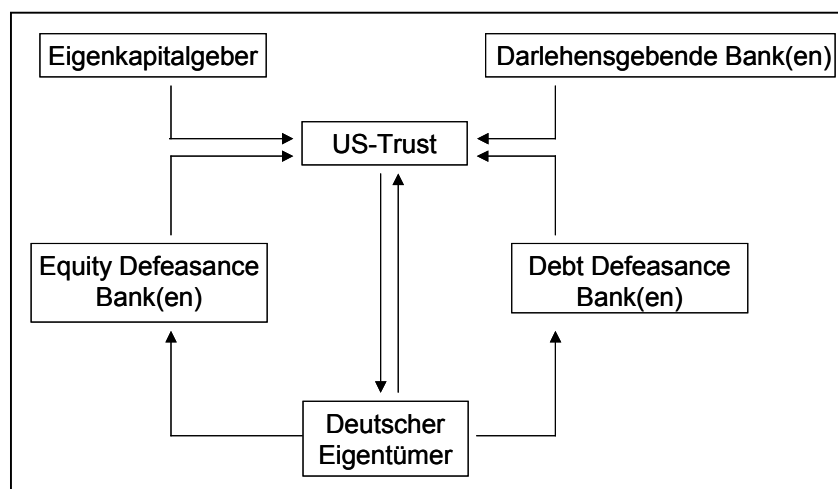 Eigenkapitalgeber
Darlehensgebende Bank(en)
US-Trust
Equity Defeasance
Bank(en)
Debt Defeasance
Bank(en)
Deutscher
Eigentümer